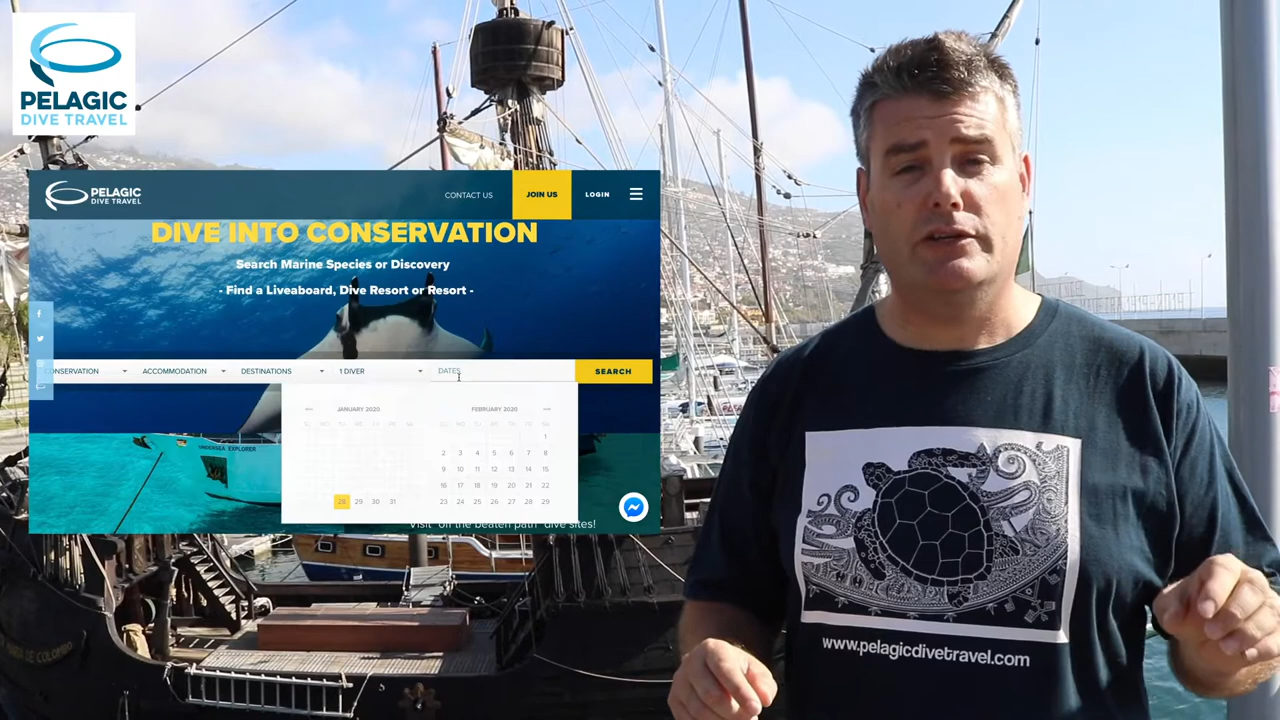 PELAGIC
DIVE TRAVEL
PELAGIC
DIVE TRAVEL
CONTACT US
JOIN US
LOGIN
DIVE INTO CONSERVATION
Search Marine Species or Discovery
- Find a Liveaboard, Dive Resort or Resort -
CONSERVATION
ACCOMMODATION
DESTINATIONS
1 DIVER
DATES
SEARCH
JANUARY 2020
FEBRUARY 2020
1
2 3 4 5 6 7 8
9 10 11 12 13 14 15
16 17 18 19 20 21 22
28 29 30 31
23 24 25 26 27 28 29
UNDERSEA EXPLORER
Visit "off the beaten path" dive sites!
www.pelagicdivetravel.com
DE COLOMBO